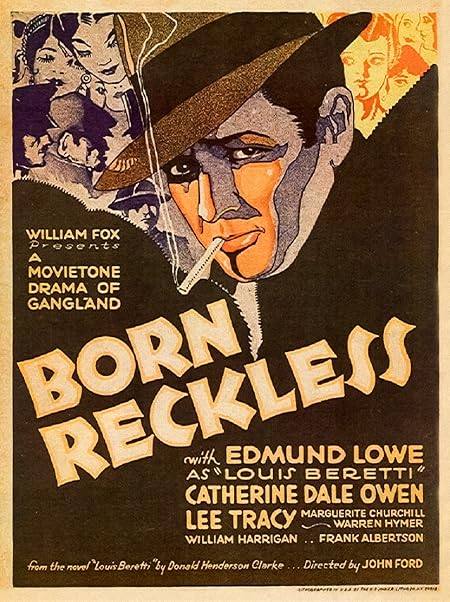 WILLIAM FOX
Presents
A
MOVIETONE
DRAMA OF
GANGLAND
BORN
RECKLESS
with EDMUND LOWE
AS "LOUIS BERETTI"
CATHERINE DALE OWEN
LEE TRACY MARGUERITE CHURCHILL
WARREN HYMER
WILLIAM HARRIGAN .. FRANK ALBERTSON
from the novel "Louis Beretti" by Donald Henderson Clarke ... Directed by JOHN FORD